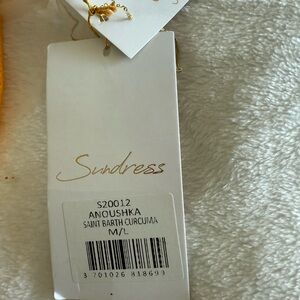 Sundress
S20012
ANOUSHKA
SAINT BARTH CURCUMA
M/L
3 701026 818693